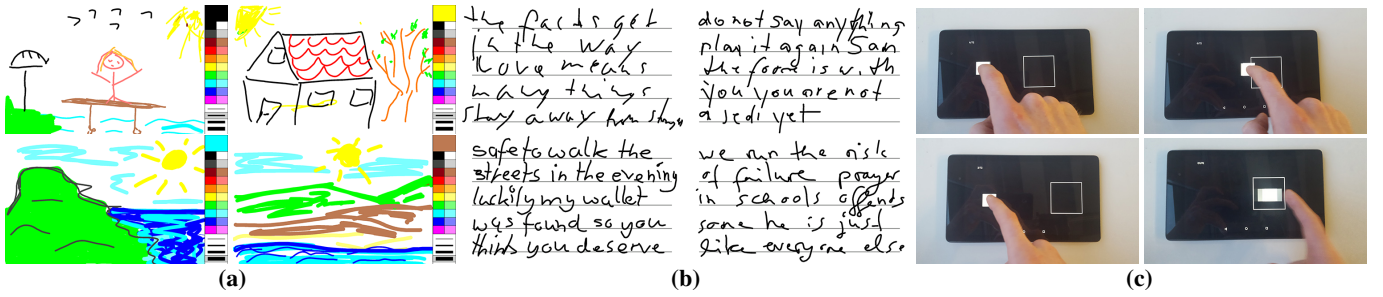 the facts get
in the way
Love means
many things
stay away from
do not say anything
play it again Sam
the force is with
you you are not
a jedi yet
safe to walk the
streets in the evening
luckily my wallet
was found so you
think you deserve
we run the risk
of failure prayer
in schools offends
some he is just
like everyone else
(a)
(b)
(c)